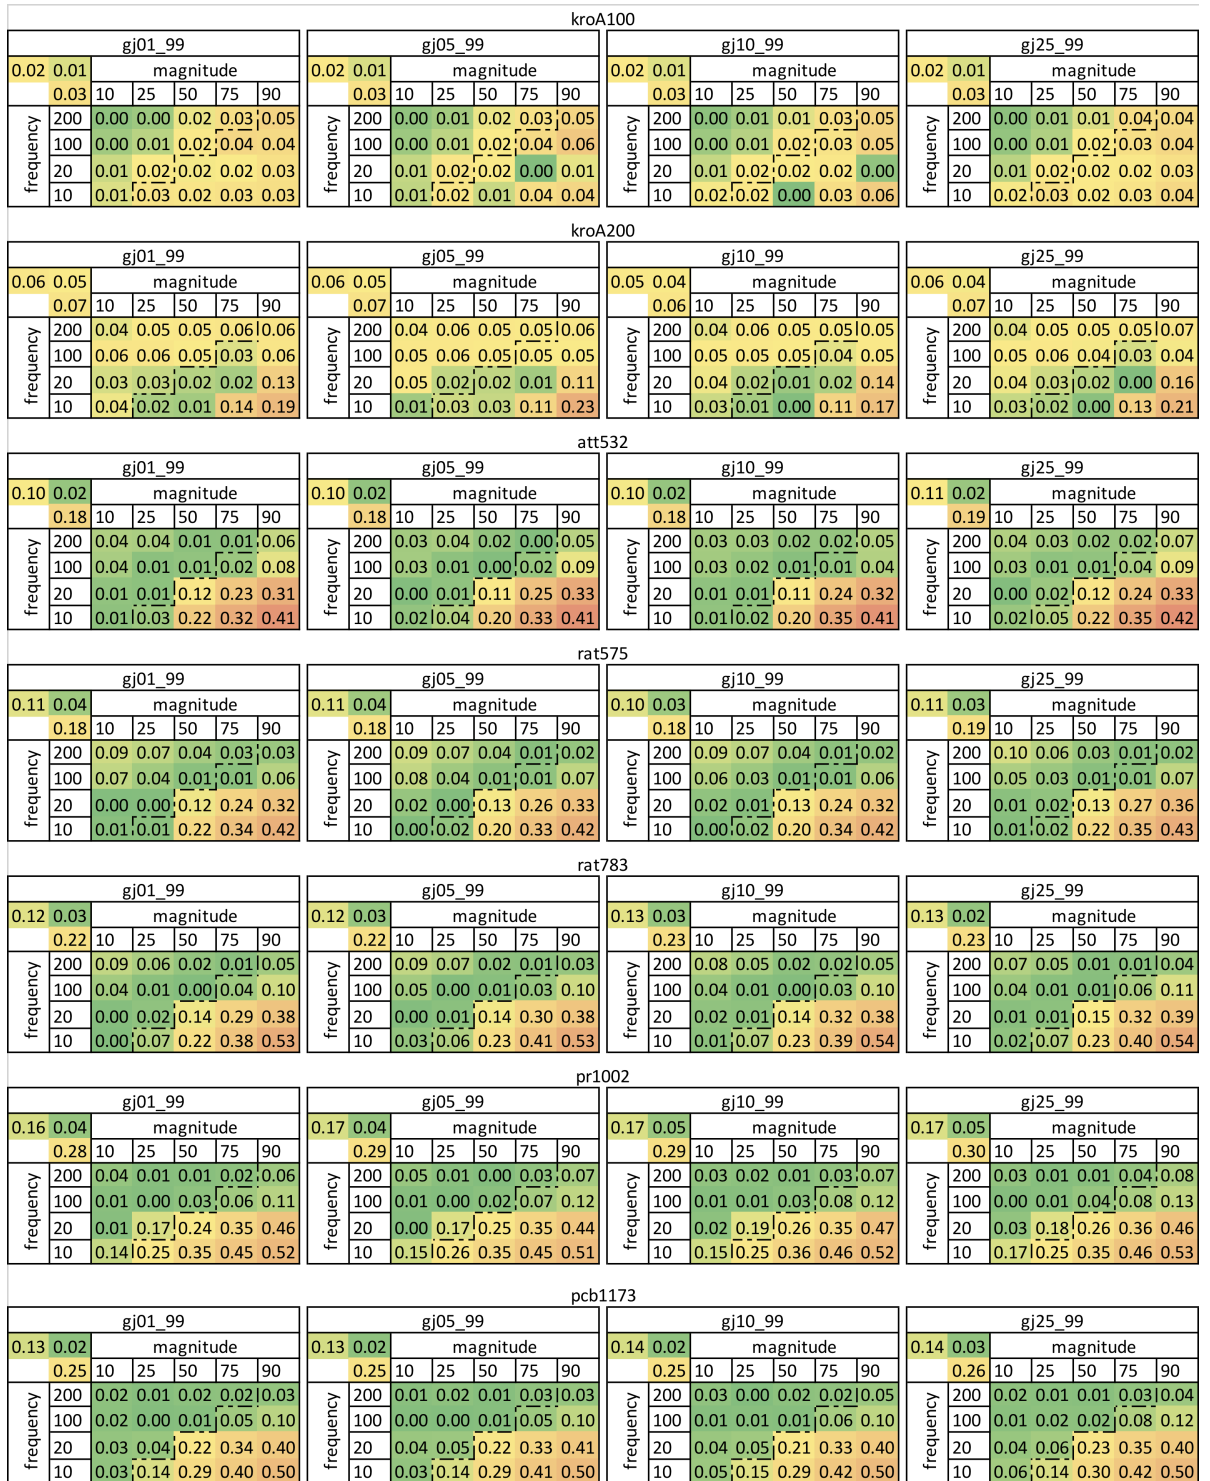 kroA100
gj01_99 gj05_99 gj10_99 gj25_99
0.02 0.01 magnitude 0.02 0.01 magnitude 0.02 0.01 magnitude 0.02 0.01 magnitude
0.03 10 25 50 75 90 0.03 10 25 50 75 90 0.03 10 25 50 75 90 0.03 10 25 50 75 90
frequency frequency frequency frequency
200 0.00 0.00 0.02 0.03 0.05 200 0.00 0.01 0.02 0.03 0.05 200 0.00 0.01 0.01 0.03 0.05 200 0.00 0.01 0.01 0.04 0.04
100 0.00 0.01 0.02 0.04 0.04 100 0.00 0.01 0.02 0.04 0.06 100 0.00 0.01 0.02 0.03 0.05 100 0.00 0.01 0.02 0.03 0.04
20 0.01 0.02 0.02 0.02 0.03 20 0.01 0.02 0.02 0.00 0.01 20 0.01 0.02 0.02 0.02 0.00 20 0.01 0.02 0.02 0.02 0.03
10 0.01 0.03 0.02 0.03 0.03 10 0.01 0.02 0.01 0.04 0.04 10 0.02 0.02 0.00 0.03 0.06 10 0.02 0.03 0.02 0.03 0.04
kroA200
gj01_99 gj05_99 gj10_99 gj25_99
0.06 0.05 magnitude 0.06 0.05 magnitude 0.05 0.04 magnitude 0.06 0.04 magnitude
0.07 10 25 50 75 90 0.07 10 25 50 75 90 0.06 10 25 50 75 90 0.07 10 25 50 75 90
frequency frequency frequency frequency
200 0.04 0.05 0.05 0.06 0.06 200 0.04 0.06 0.05 0.05 0.06 200 0.04 0.06 0.05 0.05 0.05 200 0.04 0.05 0.05 0.05 0.07
100 0.06 0.06 0.05 0.03 0.06 100 0.05 0.06 0.05 0.05 0.05 100 0.05 0.05 0.05 0.04 0.05 100 0.05 0.06 0.04 0.03 0.04
20 0.03 0.03 0.02 0.02 0.13 20 0.05 0.02 0.02 0.01 0.11 20 0.04 0.02 0.01 0.02 0.14 20 0.04 0.03 0.02 0.00 0.16
10 0.04 0.02 0.01 0.14 0.19 10 0.01 0.03 0.03 0.11 0.23 10 0.03 0.01 0.00 0.11 0.17 10 0.03 0.02 0.00 0.13 0.21
att532
gj01_99 gj05_99 gj10_99 gj25_99
0.10 0.02 magnitude 0.10 0.02 magnitude 0.10 0.02 magnitude 0.11 0.02 magnitude
0.18 10 25 50 75 90 0.18 10 25 50 75 90 0.18 10 25 50 75 90 0.19 10 25 50 75 90
frequency frequency frequency frequency
200 0.04 0.04 0.01 0.01 0.06 200 0.03 0.04 0.02 0.00 0.05 200 0.03 0.03 0.02 0.02 0.05 200 0.04 0.03 0.02 0.02 0.07
100 0.04 0.01 0.01 0.02 0.08 100 0.03 0.01 0.00 0.02 0.09 100 0.03 0.02 0.01 0.01 0.04 100 0.03 0.01 0.01 0.04 0.09
20 0.01 0.01 0.12 0.23 0.31 20 0.00 0.01 0.11 0.25 0.33 20 0.01 0.01 0.11 0.24 0.32 20 0.00 0.02 0.12 0.24 0.33
10 0.01 0.03 0.22 0.32 0.41 10 0.02 0.04 0.20 0.33 0.41 10 0.01 0.02 0.20 0.35 0.41 10 0.02 0.05 0.22 0.35 0.42
rat575
gj01_99 gj05_99 gj10_99 gj25_99
0.11 0.04 magnitude 0.11 0.04 magnitude 0.10 0.03 magnitude 0.11 0.03 magnitude
0.18 10 25 50 75 90 0.18 10 25 50 75 90 0.18 10 25 50 75 90 0.19 10 25 50 75 90
frequency frequency frequency frequency
200 0.09 0.07 0.04 0.03 0.03 200 0.09 0.07 0.04 0.01 0.02 200 0.09 0.07 0.04 0.01 0.02 200 0.10 0.06 0.03 0.01 0.02
100 0.07 0.04 0.01 0.01 0.06 100 0.08 0.04 0.01 0.01 0.07 100 0.06 0.03 0.01 0.01 0.06 100 0.05 0.03 0.01 0.01 0.07
20 0.00 0.00 0.12 0.24 0.32 20 0.02 0.00 0.13 0.26 0.33 20 0.02 0.01 0.13 0.24 0.32 20 0.01 0.02 0.13 0.27 0.36
10 0.01 0.01 0.22 0.34 0.42 10 0.00 0.02 0.20 0.33 0.42 10 0.00 0.02 0.20 0.34 0.42 10 0.01 0.02 0.22 0.35 0.43
rat783
gj01_99 gj05_99 gj10_99 gj25_99
0.12 0.03 magnitude 0.12 0.03 magnitude 0.13 0.03 magnitude 0.13 0.02 magnitude
0.22 10 25 50 75 90 0.22 10 25 50 75 90 0.23 10 25 50 75 90 0.23 10 25 50 75 90
frequency frequency frequency frequency
200 0.09 0.06 0.02 0.01 0.05 200 0.09 0.07 0.02 0.01 0.03 200 0.08 0.05 0.02 0.02 0.05 200 0.07 0.05 0.01 0.01 0.04
100 0.04 0.01 0.00 0.04 0.10 100 0.05 0.00 0.01 0.03 0.10 100 0.04 0.01 0.00 0.03 0.10 100 0.04 0.01 0.01 0.06 0.11
20 0.00 0.02 0.14 0.29 0.38 20 0.00 0.01 0.14 0.30 0.38 20 0.02 0.01 0.14 0.32 0.38 20 0.01 0.01 0.15 0.32 0.39
10 0.00 0.07 0.22 0.38 0.53 10 0.03 0.06 0.23 0.41 0.53 10 0.01 0.07 0.23 0.39 0.54 10 0.02 0.07 0.23 0.40 0.54
pr1002
gj01_99 gj05_99 gj10_99 gj25_99
0.16 0.04 magnitude 0.17 0.04 magnitude 0.17 0.05 magnitude 0.17 0.05 magnitude
0.28 10 25 50 75 90 0.29 10 25 50 75 90 0.29 10 25 50 75 90 0.30 10 25 50 75 90
frequency frequency frequency frequency
200 0.04 0.01 0.01 0.02 0.06 200 0.05 0.01 0.00 0.03 0.07 200 0.03 0.02 0.01 0.03 0.07 200 0.03 0.01 0.01 0.04 0.08
100 0.01 0.00 0.03 0.06 0.11 100 0.01 0.00 0.02 0.07 0.12 100 0.01 0.01 0.03 0.08 0.12 100 0.00 0.01 0.04 0.08 0.13
20 0.01 0.17 0.24 0.35 0.46 20 0.00 0.17 0.25 0.35 0.44 20 0.02 0.19 0.26 0.35 0.47 20 0.03 0.18 0.26 0.36 0.46
10 0.14 0.25 0.35 0.45 0.52 10 0.15 0.26 0.35 0.45 0.51 10 0.15 0.25 0.36 0.46 0.52 10 0.17 0.25 0.35 0.46 0.53
pcb1173
gj01_99 gj05_99 gj10_99 gj25_99
0.13 0.02 magnitude 0.13 0.02 magnitude 0.14 0.02 magnitude 0.14 0.03 magnitude
0.25 10 25 50 75 90 0.25 10 25 50 75 90 0.25 10 25 50 75 90 0.26 10 25 50 75 90
frequency frequency frequency frequency
200 0.02 0.01 0.02 0.02 0.03 200 0.01 0.02 0.01 0.03 0.03 200 0.03 0.00 0.02 0.02 0.05 200 0.02 0.01 0.01 0.03 0.04
100 0.02 0.00 0.01 0.05 0.10 100 0.00 0.00 0.01 0.05 0.10 100 0.01 0.01 0.01 0.06 0.10 100 0.01 0.02 0.02 0.08 0.12
20 0.03 0.04 0.22 0.34 0.40 20 0.04 0.05 0.22 0.33 0.41 20 0.04 0.05 0.21 0.33 0.40 20 0.04 0.06 0.23 0.35 0.40
10 0.03 0.14 0.29 0.40 0.50 10 0.03 0.14 0.29 0.41 0.50 10 0.05 0.15 0.29 0.42 0.50 10 0.06 0.14 0.30 0.42 0.50